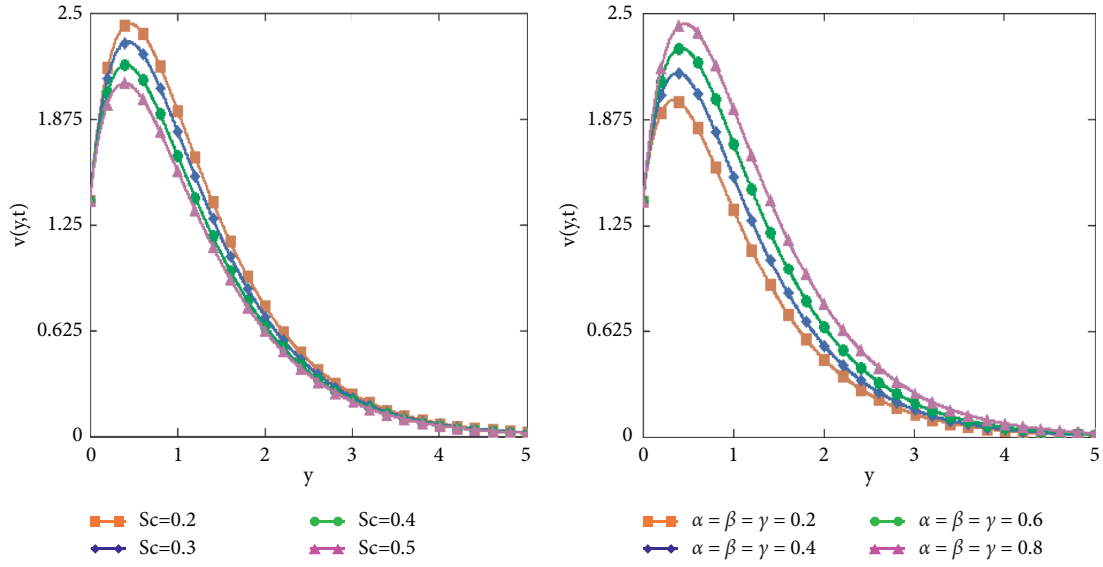 2.5
1.875
1.25
0.625
0
v(y,t)
0 1 2 3 4 5
y
Sc=0.2
Sc=0.3
Sc=0.4
Sc=0.5
2.5
1.875
1.25
0.625
0
v(y,t)
0 1 2 3 4 5
y
α = β = γ = 0.2
α = β = γ = 0.4
α = β = γ = 0.6
α = β = γ = 0.8